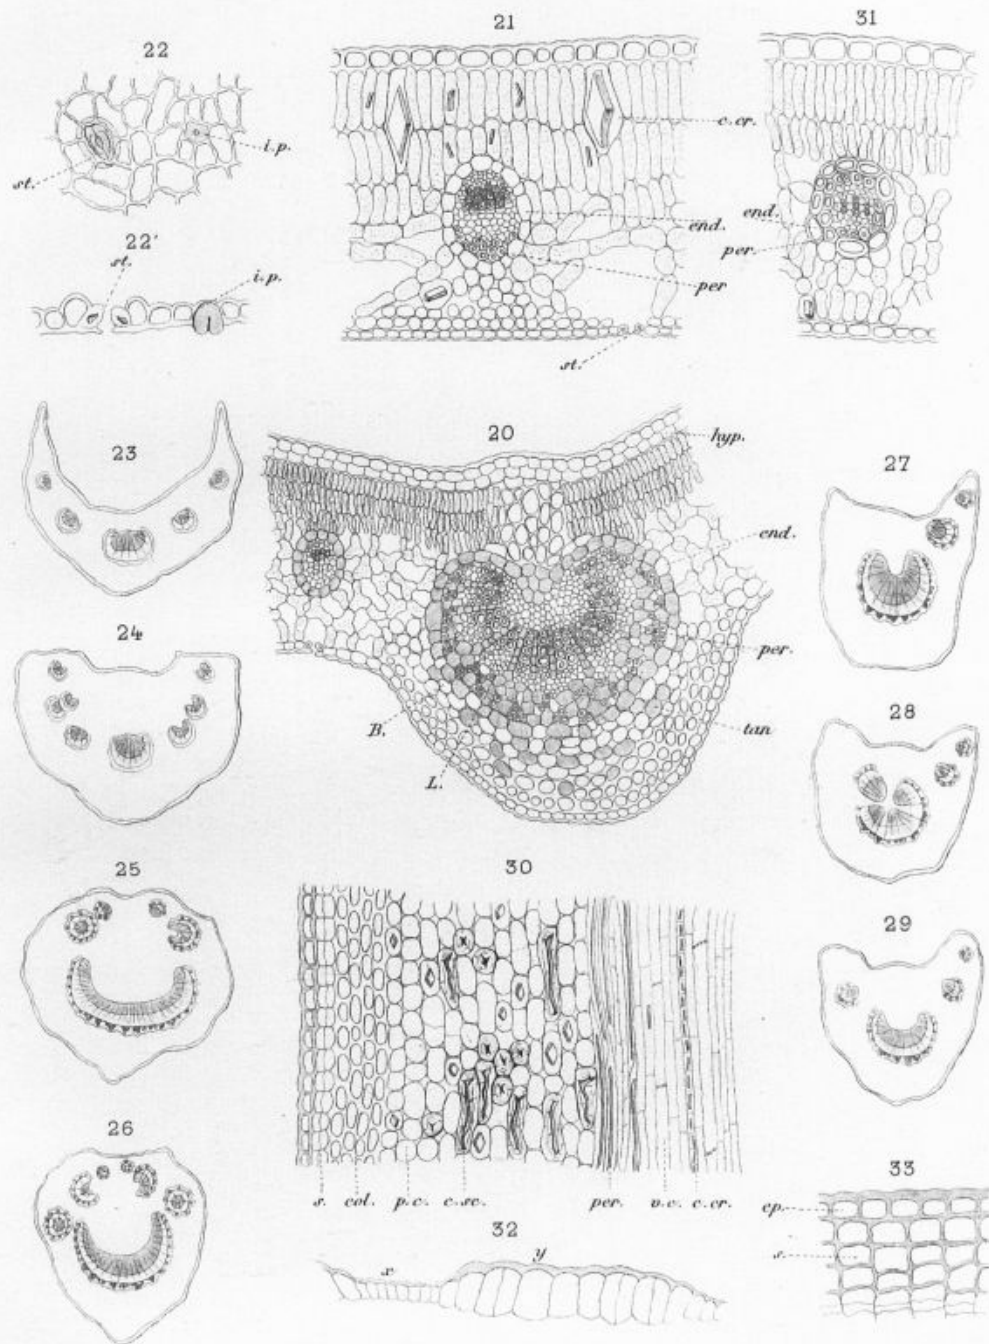 22
21
31
i.p.
st.
c.cr.
end.
end.
per.
per
st.
22'
st.
i.p.
23
20
hyp.
27
end.
24
per.
28
B.
tan
L.
25
30
29
26
33
s. col. p.c. c.sc. per. v.c. c.cr.
ep.
s.
32
x
y